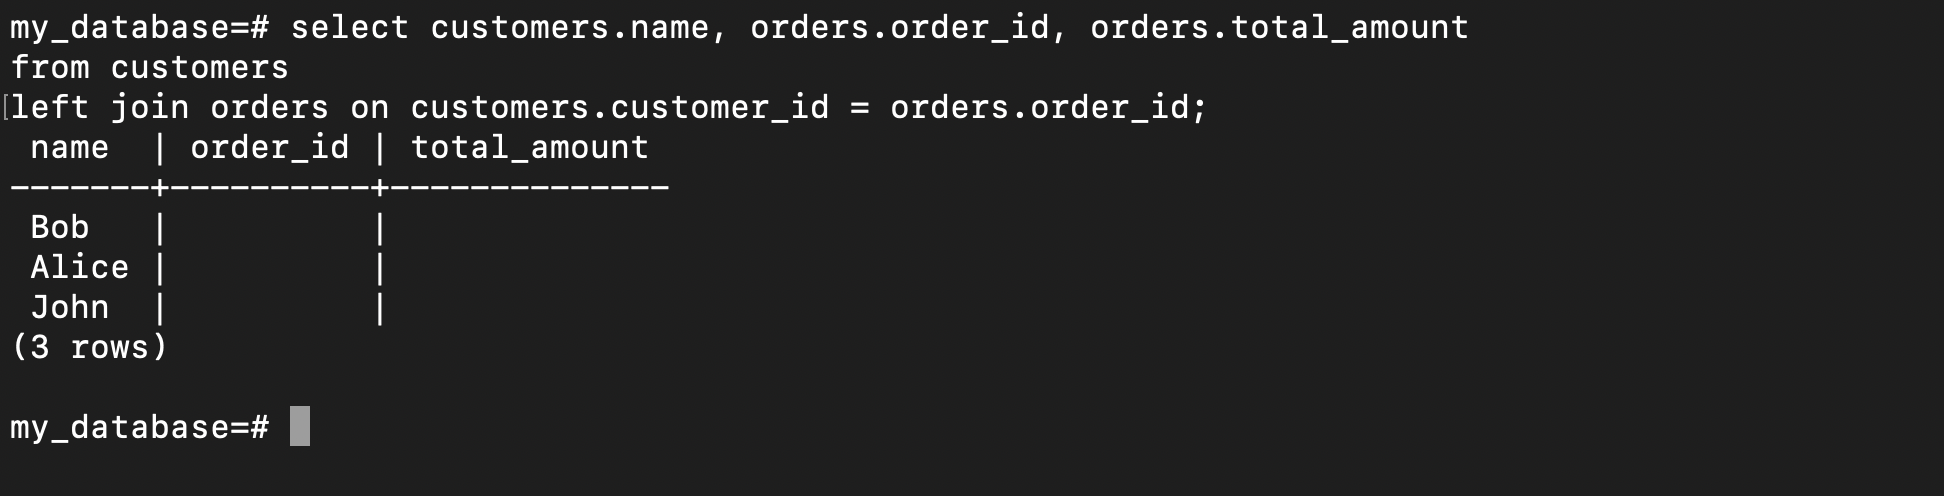 my_database=# select customers.name, orders.order_id, orders.total_amount
from customers
left join orders on customers.customer_id = orders.order_id;
 name  | order_id | total_amount
-------+----------+--------------
 Bob   |          |
 Alice |          |
 John  |          |
(3 rows)

my_database=#